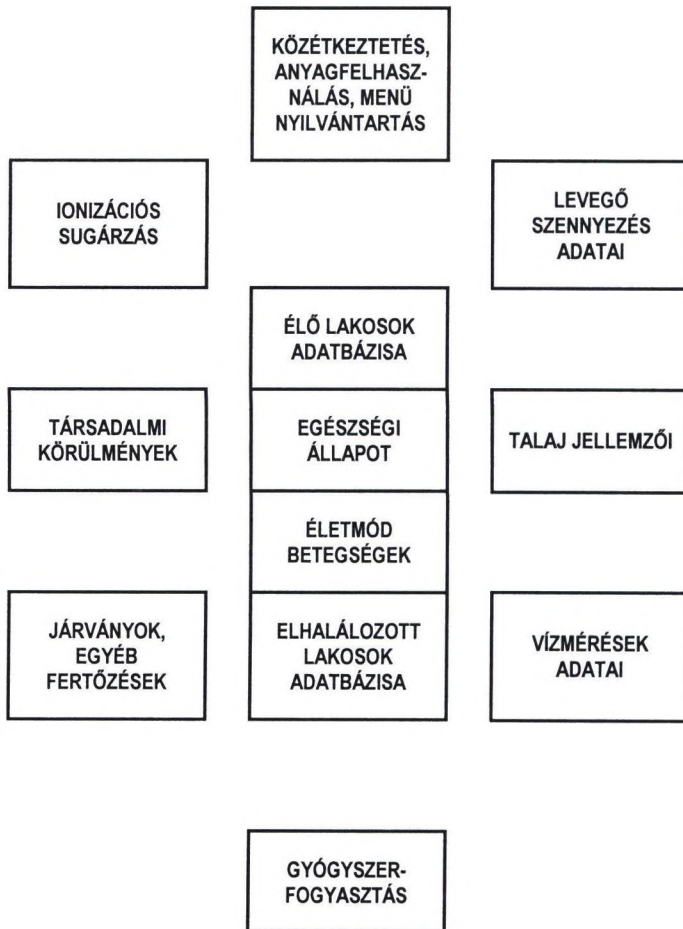 KÖZÉTKEZTETÉS,
ANYAGFELHASZ-
NÁLÁS, MENÜ
NYILVÁNTARTÁS
IONIZÁCIÓS
SUGÁRZÁS
LEVEGŐ
SZENNYEZÉS
ADATAI
ÉLŐ LAKOSOK
ADATBÁZISA
TÁRSADALMI
KÖRÜLMÉNYEK
EGÉSZSÉGI
ÁLLAPOT
TALAJ JELLEMZŐI
ÉLETMÓD
BETEGSÉGEK
JÁRVÁNYOK,
EGYÉB
FERTŐZÉSEK
ELHALÁLOZOTT
LAKOSOK
ADATBÁZISA
VÍZMÉRÉSEK
ADATAI
GYÓGYSZER-
FOGYASZTÁS